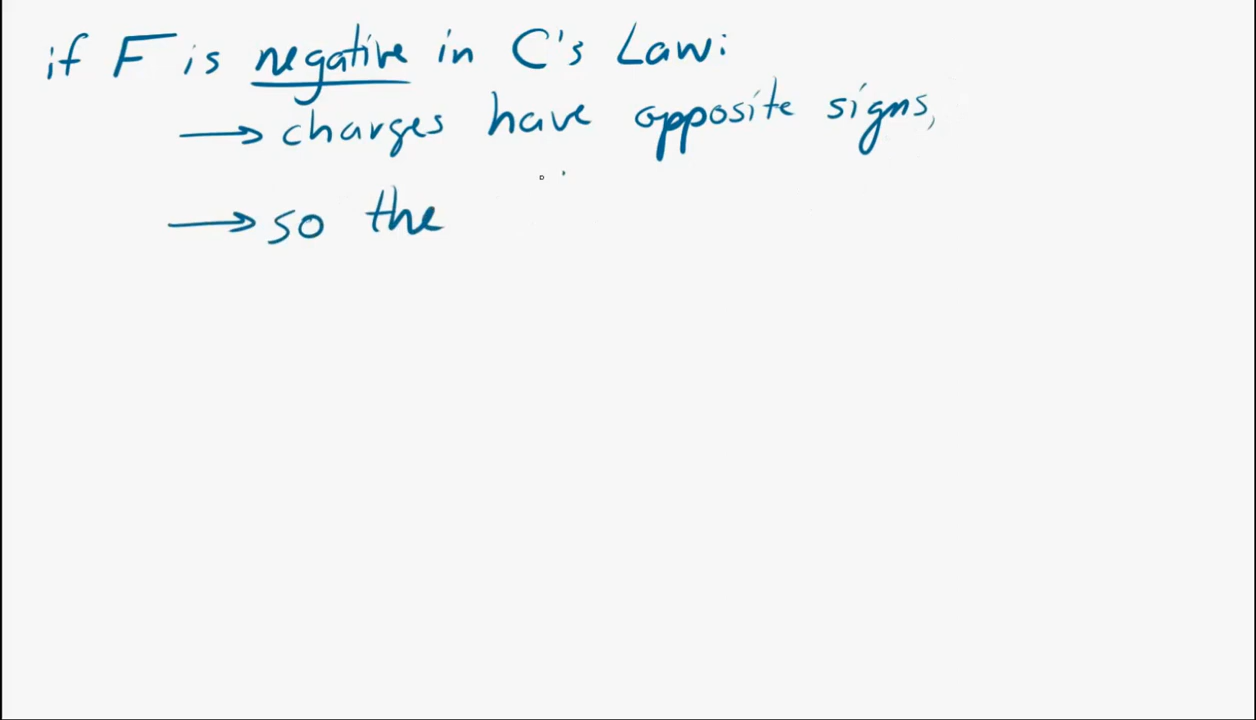 if F is negative in C's Law:
→ charges have opposite signs,
→ so the